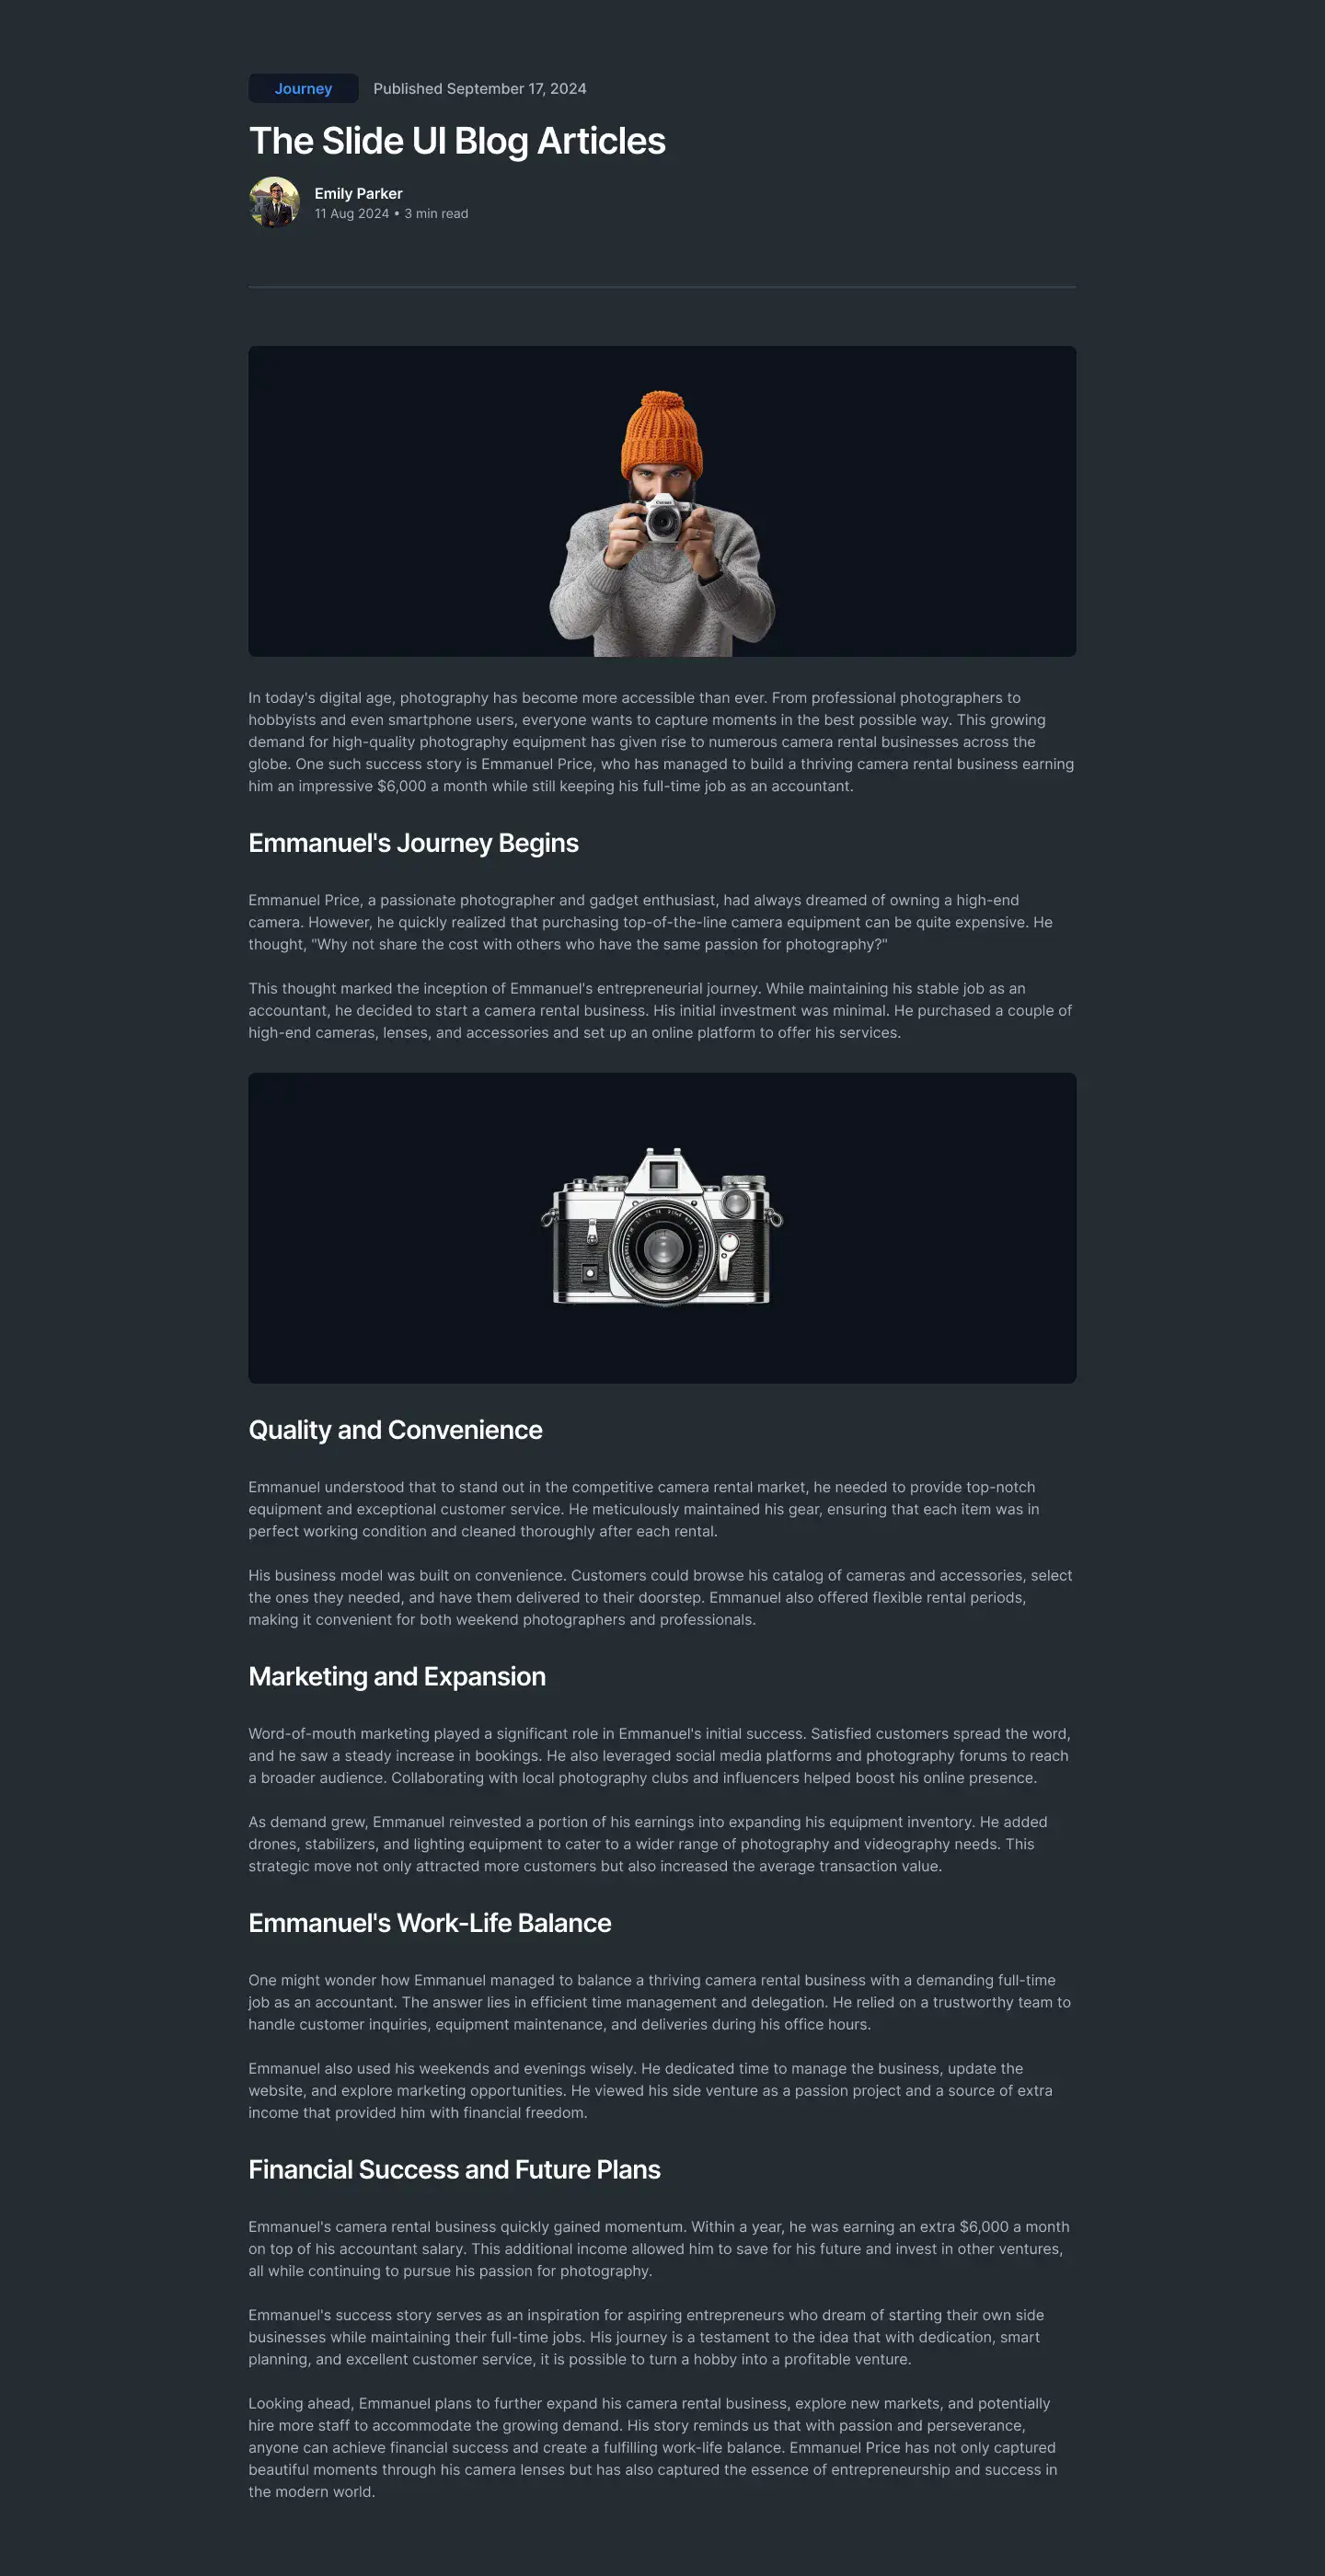 Journey
Published September 17, 2024
The Slide UI Blog Articles
Emily Parker
11 Aug 2024 • 3 min read
In today's digital age, photography has become more accessible than ever. From professional photographers to
hobbyists and even smartphone users, everyone wants to capture moments in the best possible way. This growing
demand for high-quality photography equipment has given rise to numerous camera rental businesses across the
globe. One such success story is Emmanuel Price, who has managed to build a thriving camera rental business earning
him an impressive $6,000 a month while still keeping his full-time job as an accountant.
Emmanuel's Journey Begins
Emmanuel Price, a passionate photographer and gadget enthusiast, had always dreamed of owning a high-end
camera. However, he quickly realized that purchasing top-of-the-line camera equipment can be quite expensive. He
thought, "Why not share the cost with others who have the same passion for photography?"
This thought marked the inception of Emmanuel's entrepreneurial journey. While maintaining his stable job as an
accountant, he decided to start a camera rental business. His initial investment was minimal. He purchased a couple of
high-end cameras, lenses, and accessories and set up an online platform to offer his services.
Quality and Convenience
Emmanuel understood that to stand out in the competitive camera rental market, he needed to provide top-notch
equipment and exceptional customer service. He meticulously maintained his gear, ensuring that each item was in
perfect working condition and cleaned thoroughly after each rental.
His business model was built on convenience. Customers could browse his catalog of cameras and accessories, select
the ones they needed, and have them delivered to their doorstep. Emmanuel also offered flexible rental periods,
making it convenient for both weekend photographers and professionals.
Marketing and Expansion
Word-of-mouth marketing played a significant role in Emmanuel's initial success. Satisfied customers spread the word,
and he saw a steady increase in bookings. He also leveraged social media platforms and photography forums to reach
a broader audience. Collaborating with local photography clubs and influencers helped boost his online presence.
As demand grew, Emmanuel reinvested a portion of his earnings into expanding his equipment inventory. He added
drones, stabilizers, and lighting equipment to cater to a wider range of photography and videography needs. This
strategic move not only attracted more customers but also increased the average transaction value.
Emmanuel's Work-Life Balance
One might wonder how Emmanuel managed to balance a thriving camera rental business with a demanding full-time
job as an accountant. The answer lies in efficient time management and delegation. He relied on a trustworthy team to
handle customer inquiries, equipment maintenance, and deliveries during his office hours.
Emmanuel also used his weekends and evenings wisely. He dedicated time to manage the business, update the
website, and explore marketing opportunities. He viewed his side venture as a passion project and a source of extra
income that provided him with financial freedom.
Financial Success and Future Plans
Emmanuel's camera rental business quickly gained momentum. Within a year, he was earning an extra $6,000 a month
on top of his accountant salary. This additional income allowed him to save for his future and invest in other ventures,
all while continuing to pursue his passion for photography.
Emmanuel's success story serves as an inspiration for aspiring entrepreneurs who dream of starting their own side
businesses while maintaining their full-time jobs. His journey is a testament to the idea that with dedication, smart
planning, and excellent customer service, it is possible to turn a hobby into a profitable venture.
Looking ahead, Emmanuel plans to further expand his camera rental business, explore new markets, and potentially
hire more staff to accommodate the growing demand. His story reminds us that with passion and perseverance,
anyone can achieve financial success and create a fulfilling work-life balance. Emmanuel Price has not only captured
beautiful moments through his camera lenses but has also captured the essence of entrepreneurship and success in
the modern world.